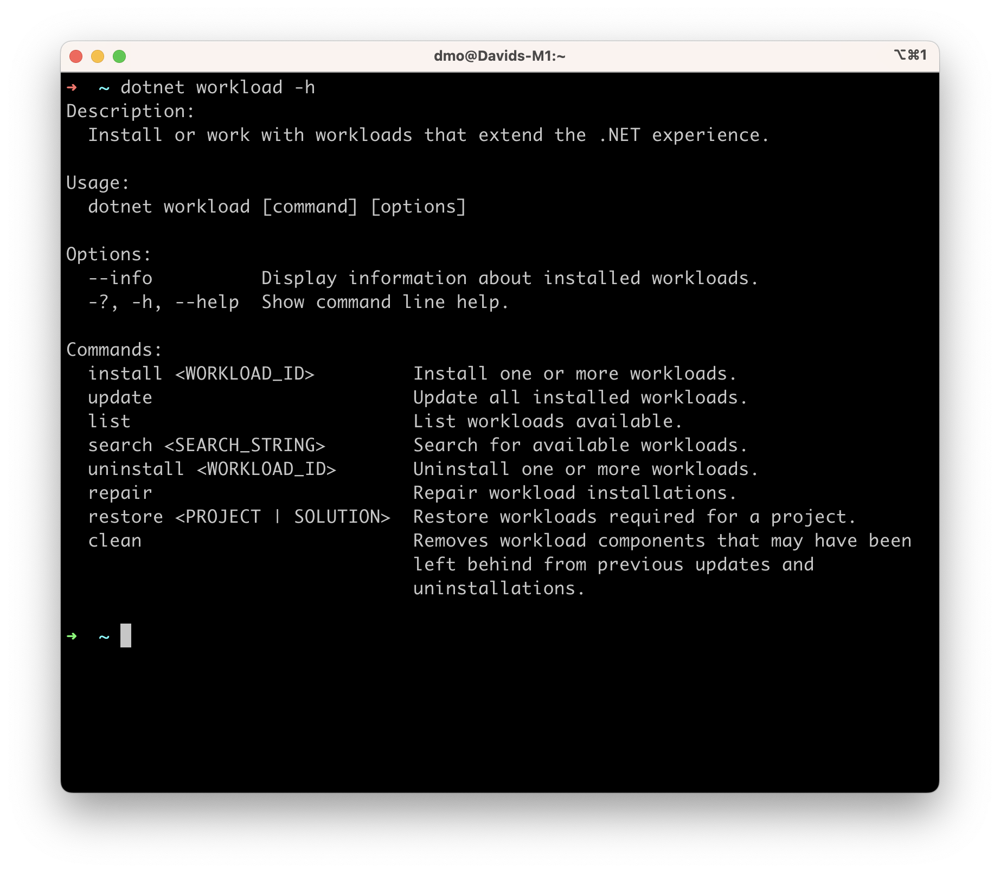 dmo@Davids-M1:~ ⌥⌘1
➜  ~ dotnet workload -h
Description:
  Install or work with workloads that extend the .NET experience.

Usage:
  dotnet workload [command] [options]

Options:
  --info          Display information about installed workloads.
  -?, -h, --help  Show command line help.

Commands:
  install <WORKLOAD_ID>         Install one or more workloads.
  update                        Update all installed workloads.
  list                          List workloads available.
  search <SEARCH_STRING>        Search for available workloads.
  uninstall <WORKLOAD_ID>       Uninstall one or more workloads.
  repair                        Repair workload installations.
  restore <PROJECT | SOLUTION>  Restore workloads required for a project.
  clean                         Removes workload components that may have been
                                left behind from previous updates and
                                uninstallations.

➜  ~